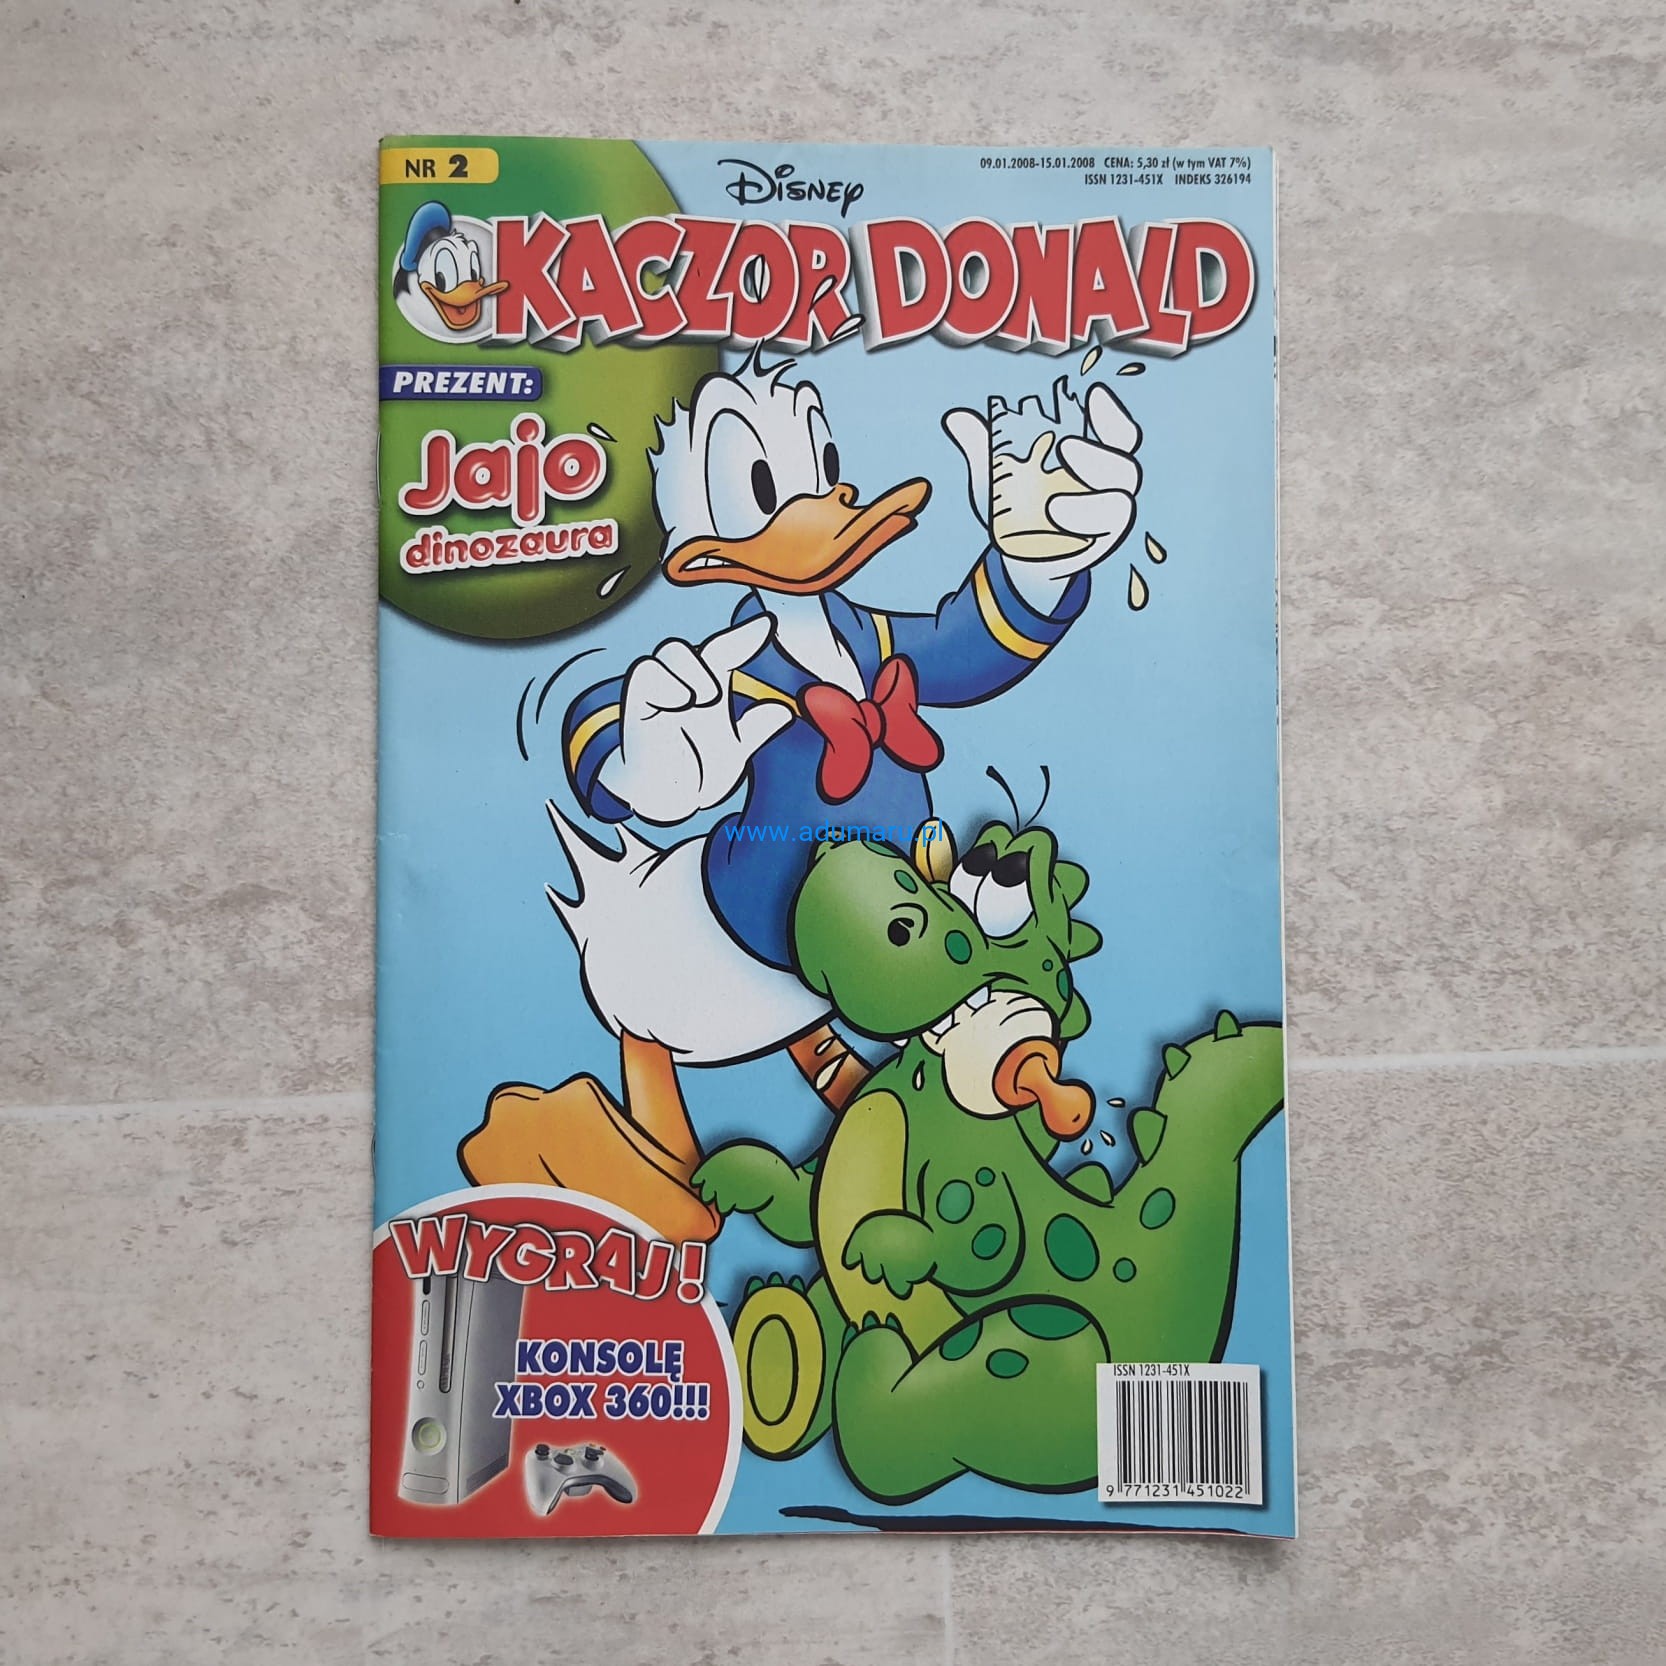 NR 2
Disney
09.01.2008-15.01.2008 CENA: 5,30 zł (w tym VAT 7%)
ISSN 1231-451X INDEKS 326194
KACZOR DONALD
PREZENT:
Jajo
dinozaura
www.adumary.pl
WYGRAJ!
KONSOLĘ
XBOX 360!!!
ISSN 1231-451X
9 771231 451022